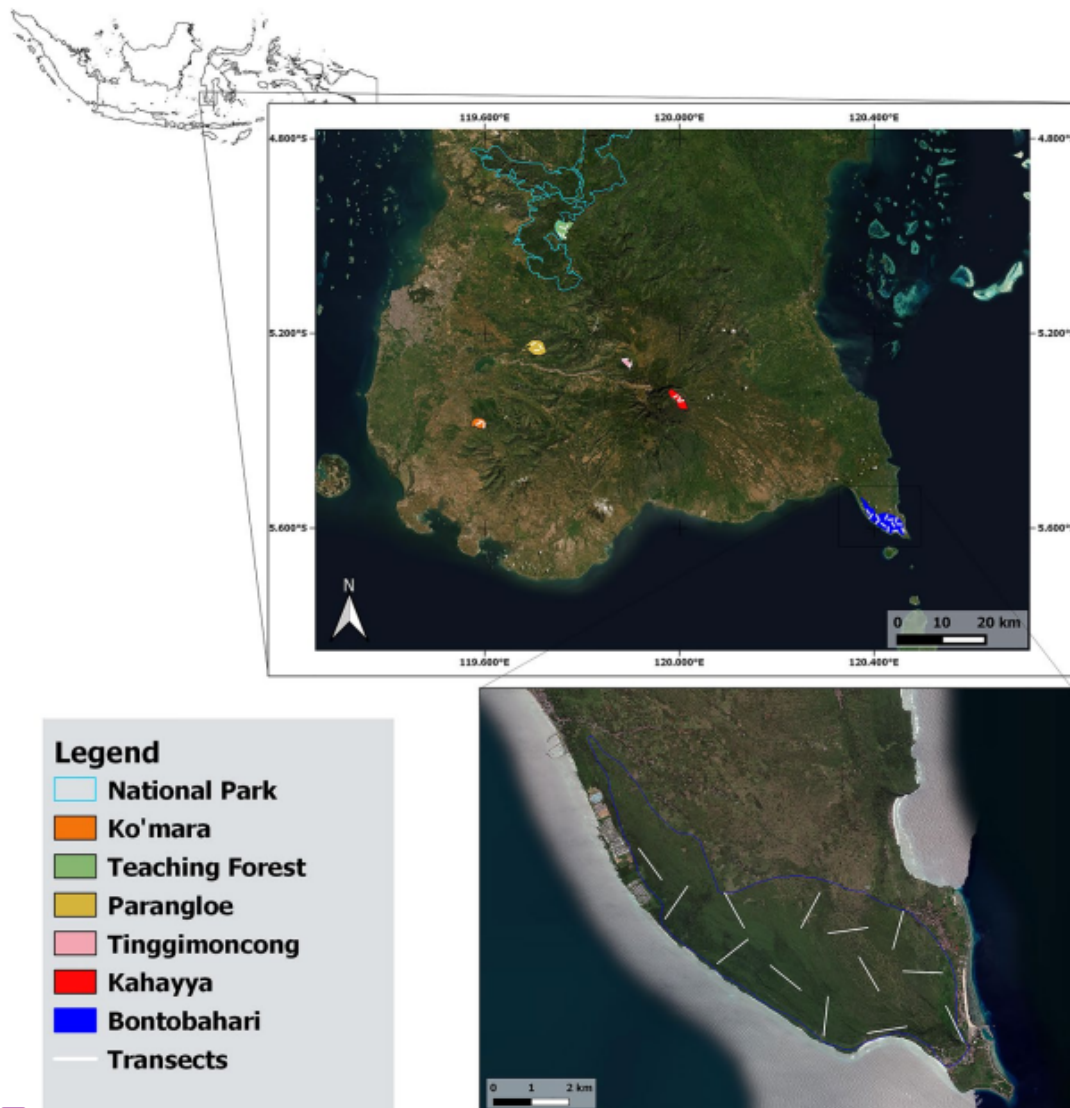 119.600°E 120.000°E 120.400°E
4.800°S 4.800°S
5.200°S 5.200°S
5.600°S 5.600°S
N
0 10 20 km
119.600°E 120.000°E 120.400°E
Legend
National Park
Ko'mara
Teaching Forest
Parangloe
Tinggimoncong
Kahayya
Bontobahari
Transects
0 1 2 km